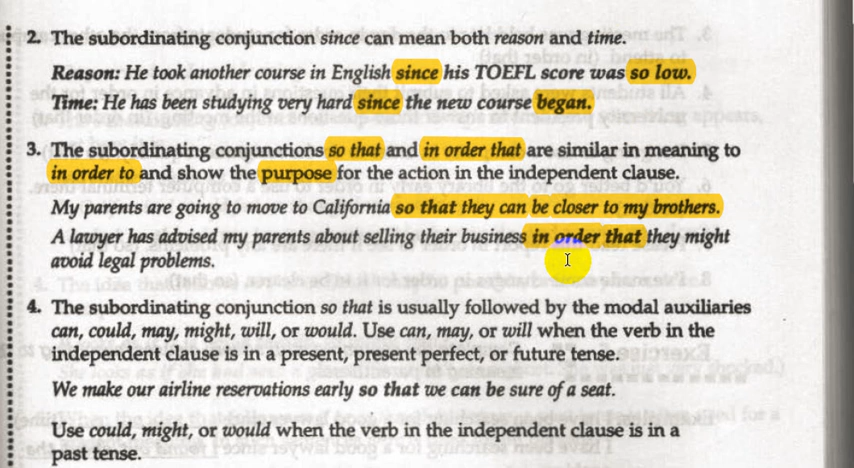 2. The subordinating conjunction since can mean both reason and time.
Reason: He took another course in English since his TOEFL score was so low.
Time: He has been studying very hard since the new course began.
3. The subordinating conjunctions so that and in order that are similar in meaning to
in order to and show the purpose for the action in the independent clause.
My parents are going to move to California so that they can be closer to my brothers.
A lawyer has advised my parents about selling their business in order that they might
avoid legal problems.
4. The subordinating conjunction so that is usually followed by the modal auxiliaries
can, could, may, might, will, or would. Use can, may, or will when the verb in the
independent clause is in a present, present perfect, or future tense.
We make our airline reservations early so that we can be sure of a seat.
Use could, might, or would when the verb in the independent clause is in a
past tense.